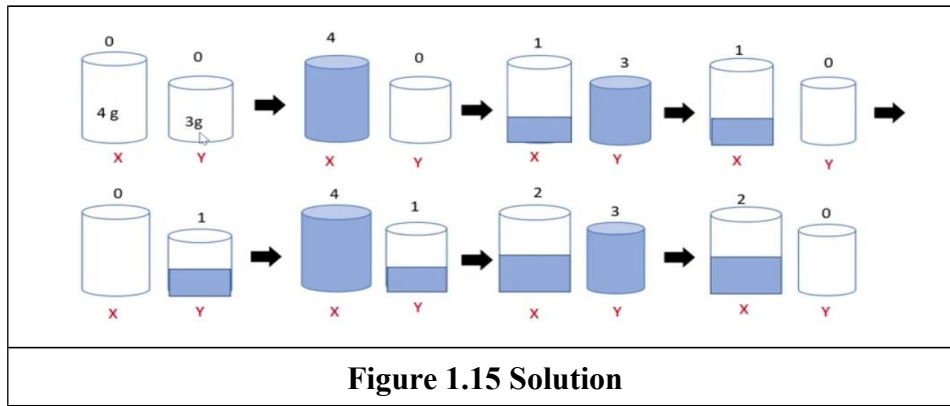 0 0 4 0 1 3 1 0
4 g 3g
X Y X Y X Y X Y
0 1 4 1 2 3 2 0
X Y X Y X Y X Y
Figure 1.15 Solution